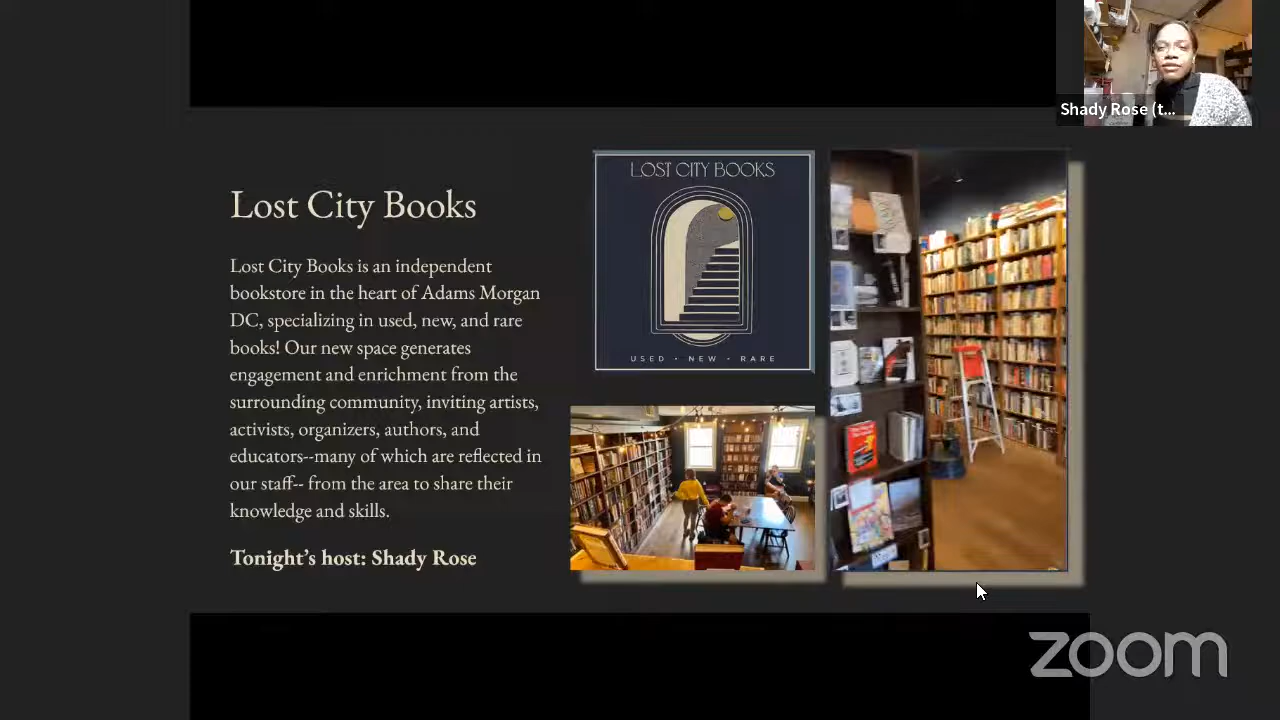 Shady Rose (t...
LOST CITY BOOKS
USED · NEW · RARE
Lost City Books
Lost City Books is an independent
bookstore in the heart of Adams Morgan
DC, specializing in used, new, and rare
books! Our new space generates
engagement and enrichment from the
surrounding community, inviting artists,
activists, organizers, authors, and
educators--many of which are reflected in
our staff-- from the area to share their
knowledge and skills.
Tonight’s host: Shady Rose
zoom